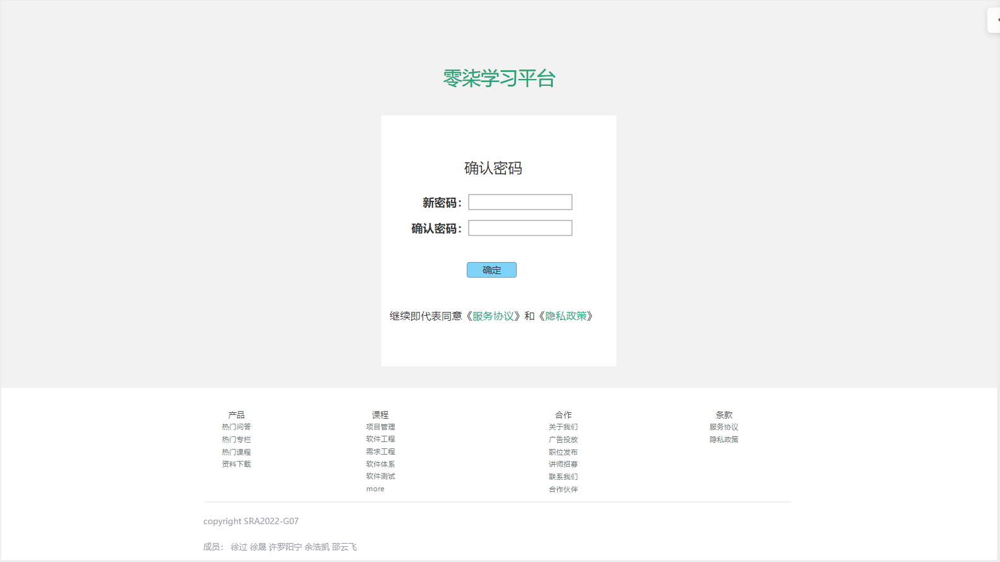 零柒学习平台
确认密码
新密码：
确认密码：
确定
继续即代表同意《服务协议》和《隐私政策》
产品
热门问答
热门专栏
热门课程
资料下载
课程
项目管理
软件工程
需求工程
软件体系
软件测试
more
合作
关于我们
广告投放
职位发布
讲师招募
联系我们
合作伙伴
条款
服务协议
隐私政策
copyright SRA2022-G07
成员： 徐过 徐晟 许罗阳宁 余浩凯 邵云飞